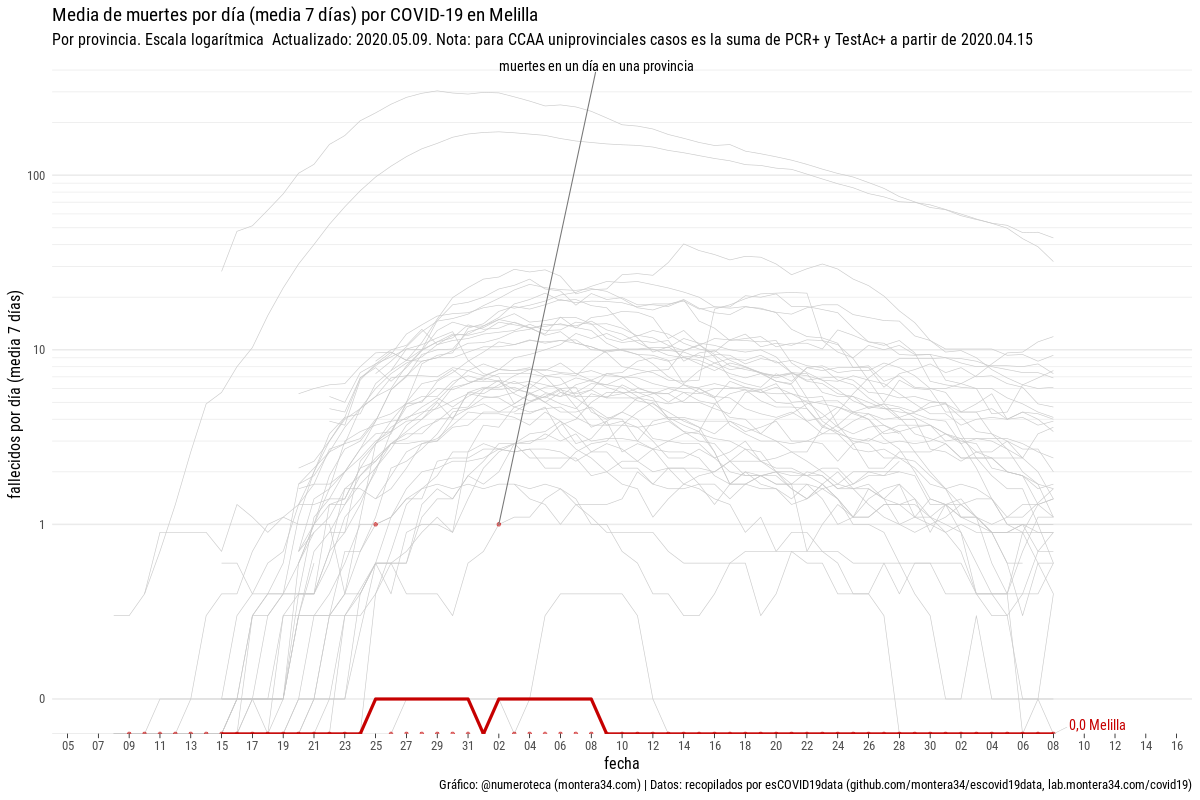 Media de muertes por día (media 7 días) por COVID-19 en Melilla
Por provincia. Escala logarítmica  Actualizado: 2020.05.09. Nota: para CCAA uniprovinciales casos es la suma de PCR+ y TestAc+ a partir de 2020.04.15
muertes en un día en una provincia
fallecidos por día (media 7 días)
100
10
1
0
0,0 Melilla
05 07 09 11 13 15 17 19 21 23 25 27 29 31 02 04 06 08 10 12 14 16 18 20 22 24 26 28 30 02 04 06 08 10 12 14 16
fecha
Gráfico: @numeroteca (montera34.com) | Datos: recopilados por esCOVID19data (github.com/montera34/escovid19data, lab.montera34.com/covid19)